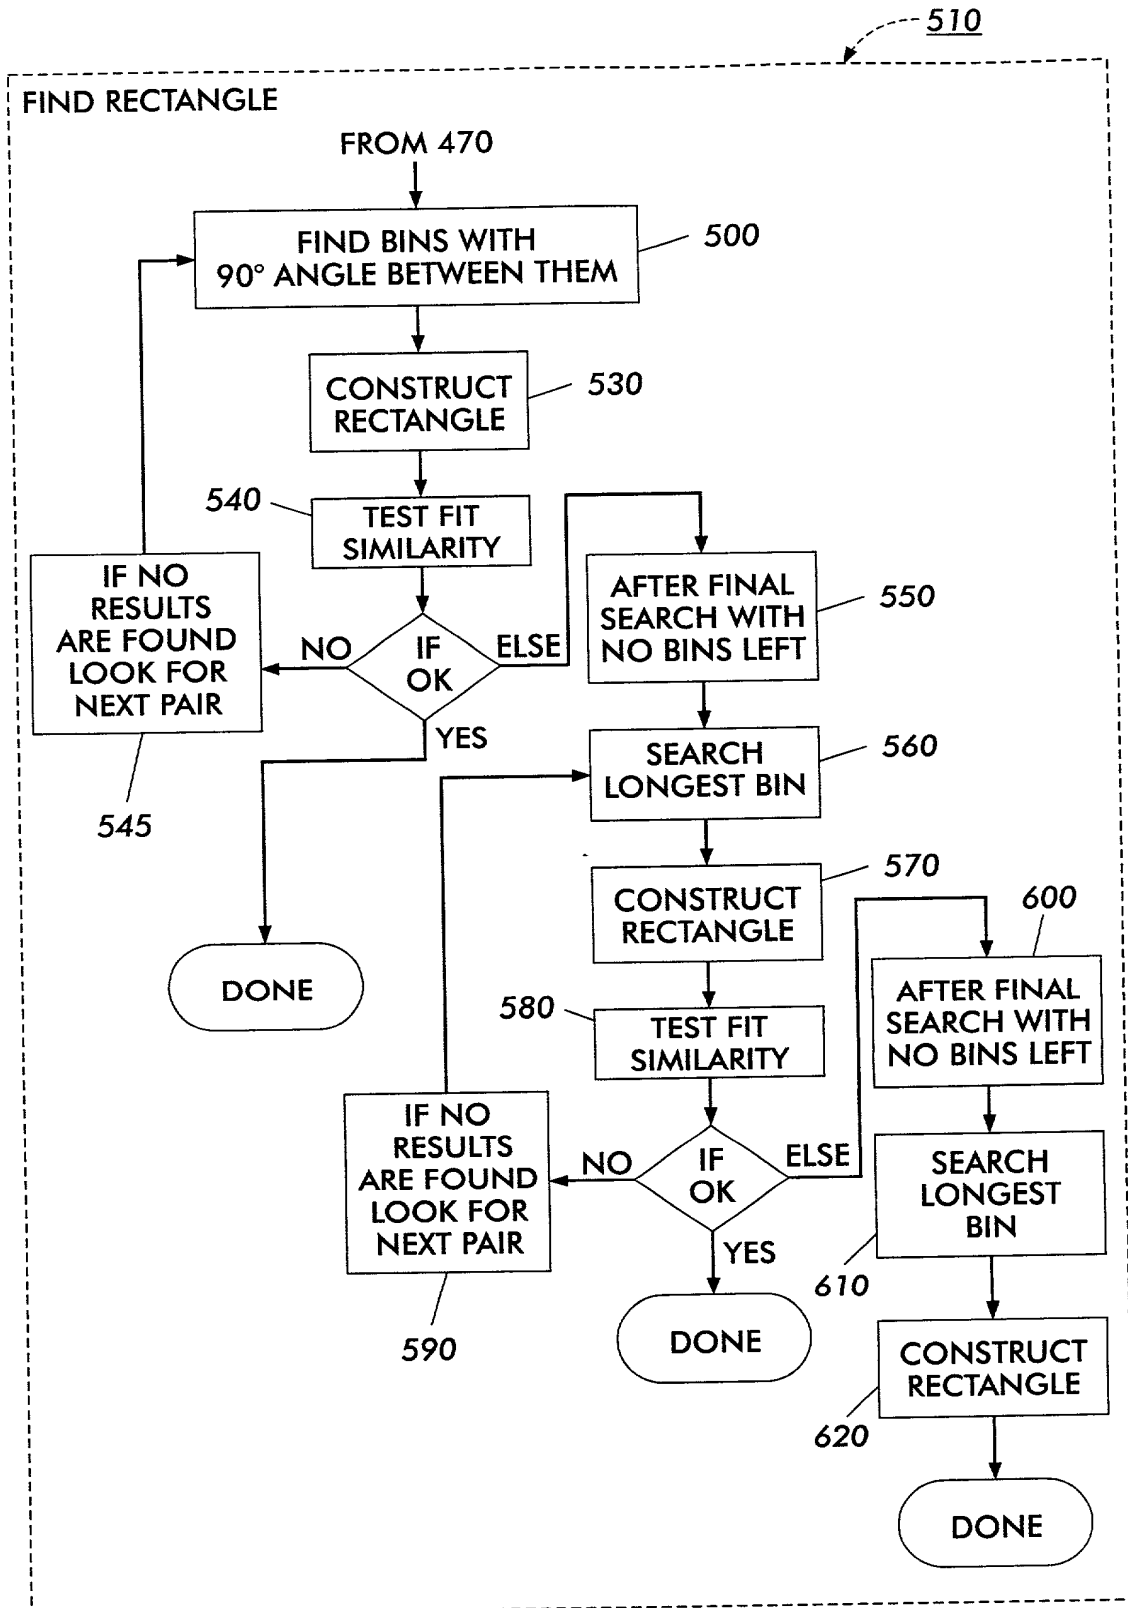 510
FIND RECTANGLE
FROM 470
FIND BINS WITH
90° ANGLE BETWEEN THEM
500
CONSTRUCT
RECTANGLE
530
540
TEST FIT
SIMILARITY
IF NO
RESULTS
ARE FOUND
LOOK FOR
NEXT PAIR
545
NO
IF
OK
ELSE
YES
DONE
AFTER FINAL
SEARCH WITH
NO BINS LEFT
550
SEARCH
LONGEST BIN
560
CONSTRUCT
RECTANGLE
570
580
TEST FIT
SIMILARITY
IF NO
RESULTS
ARE FOUND
LOOK FOR
NEXT PAIR
590
NO
IF
OK
ELSE
YES
DONE
600
AFTER FINAL
SEARCH WITH
NO BINS LEFT
SEARCH
LONGEST
BIN
610
CONSTRUCT
RECTANGLE
620
DONE